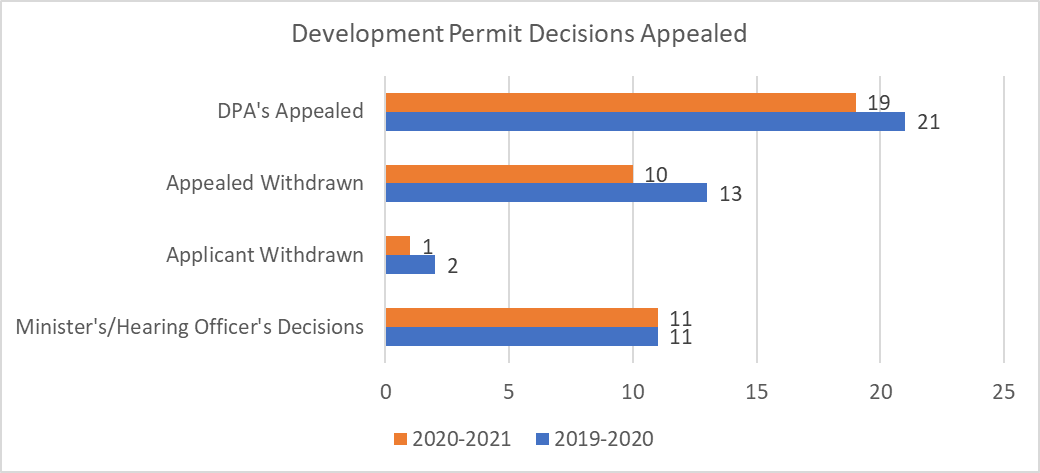 Development Permit Decisions Appealed
DPA's Appealed
19
21
Appealed Withdrawn
10
13
Applicant Withdrawn
1
2
Minister's/Hearing Officer's Decisions
11
11
0 5 10 15 20 25
2020-2021 2019-2020